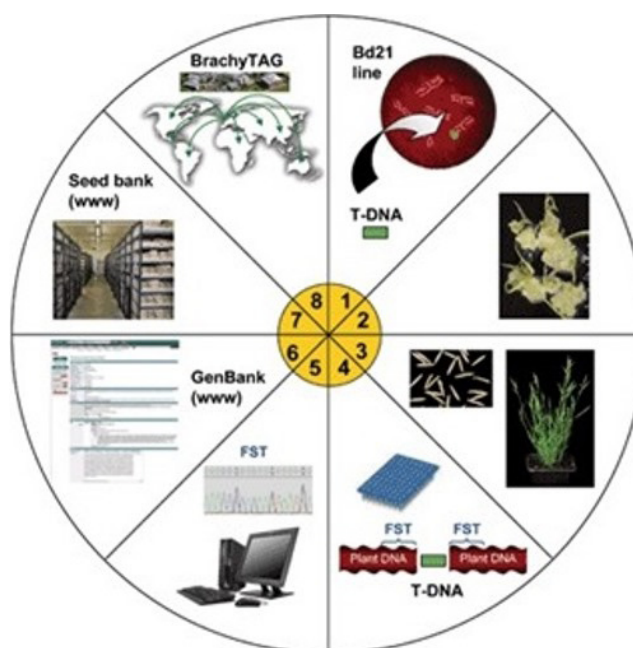 BrachyTAG
Bd21
line
T-DNA
Seed bank
(www)
8 1
7 2
6 3
5 4
GenBank
(www)
FST
FST FST
Plant DNA Plant DNA
T-DNA